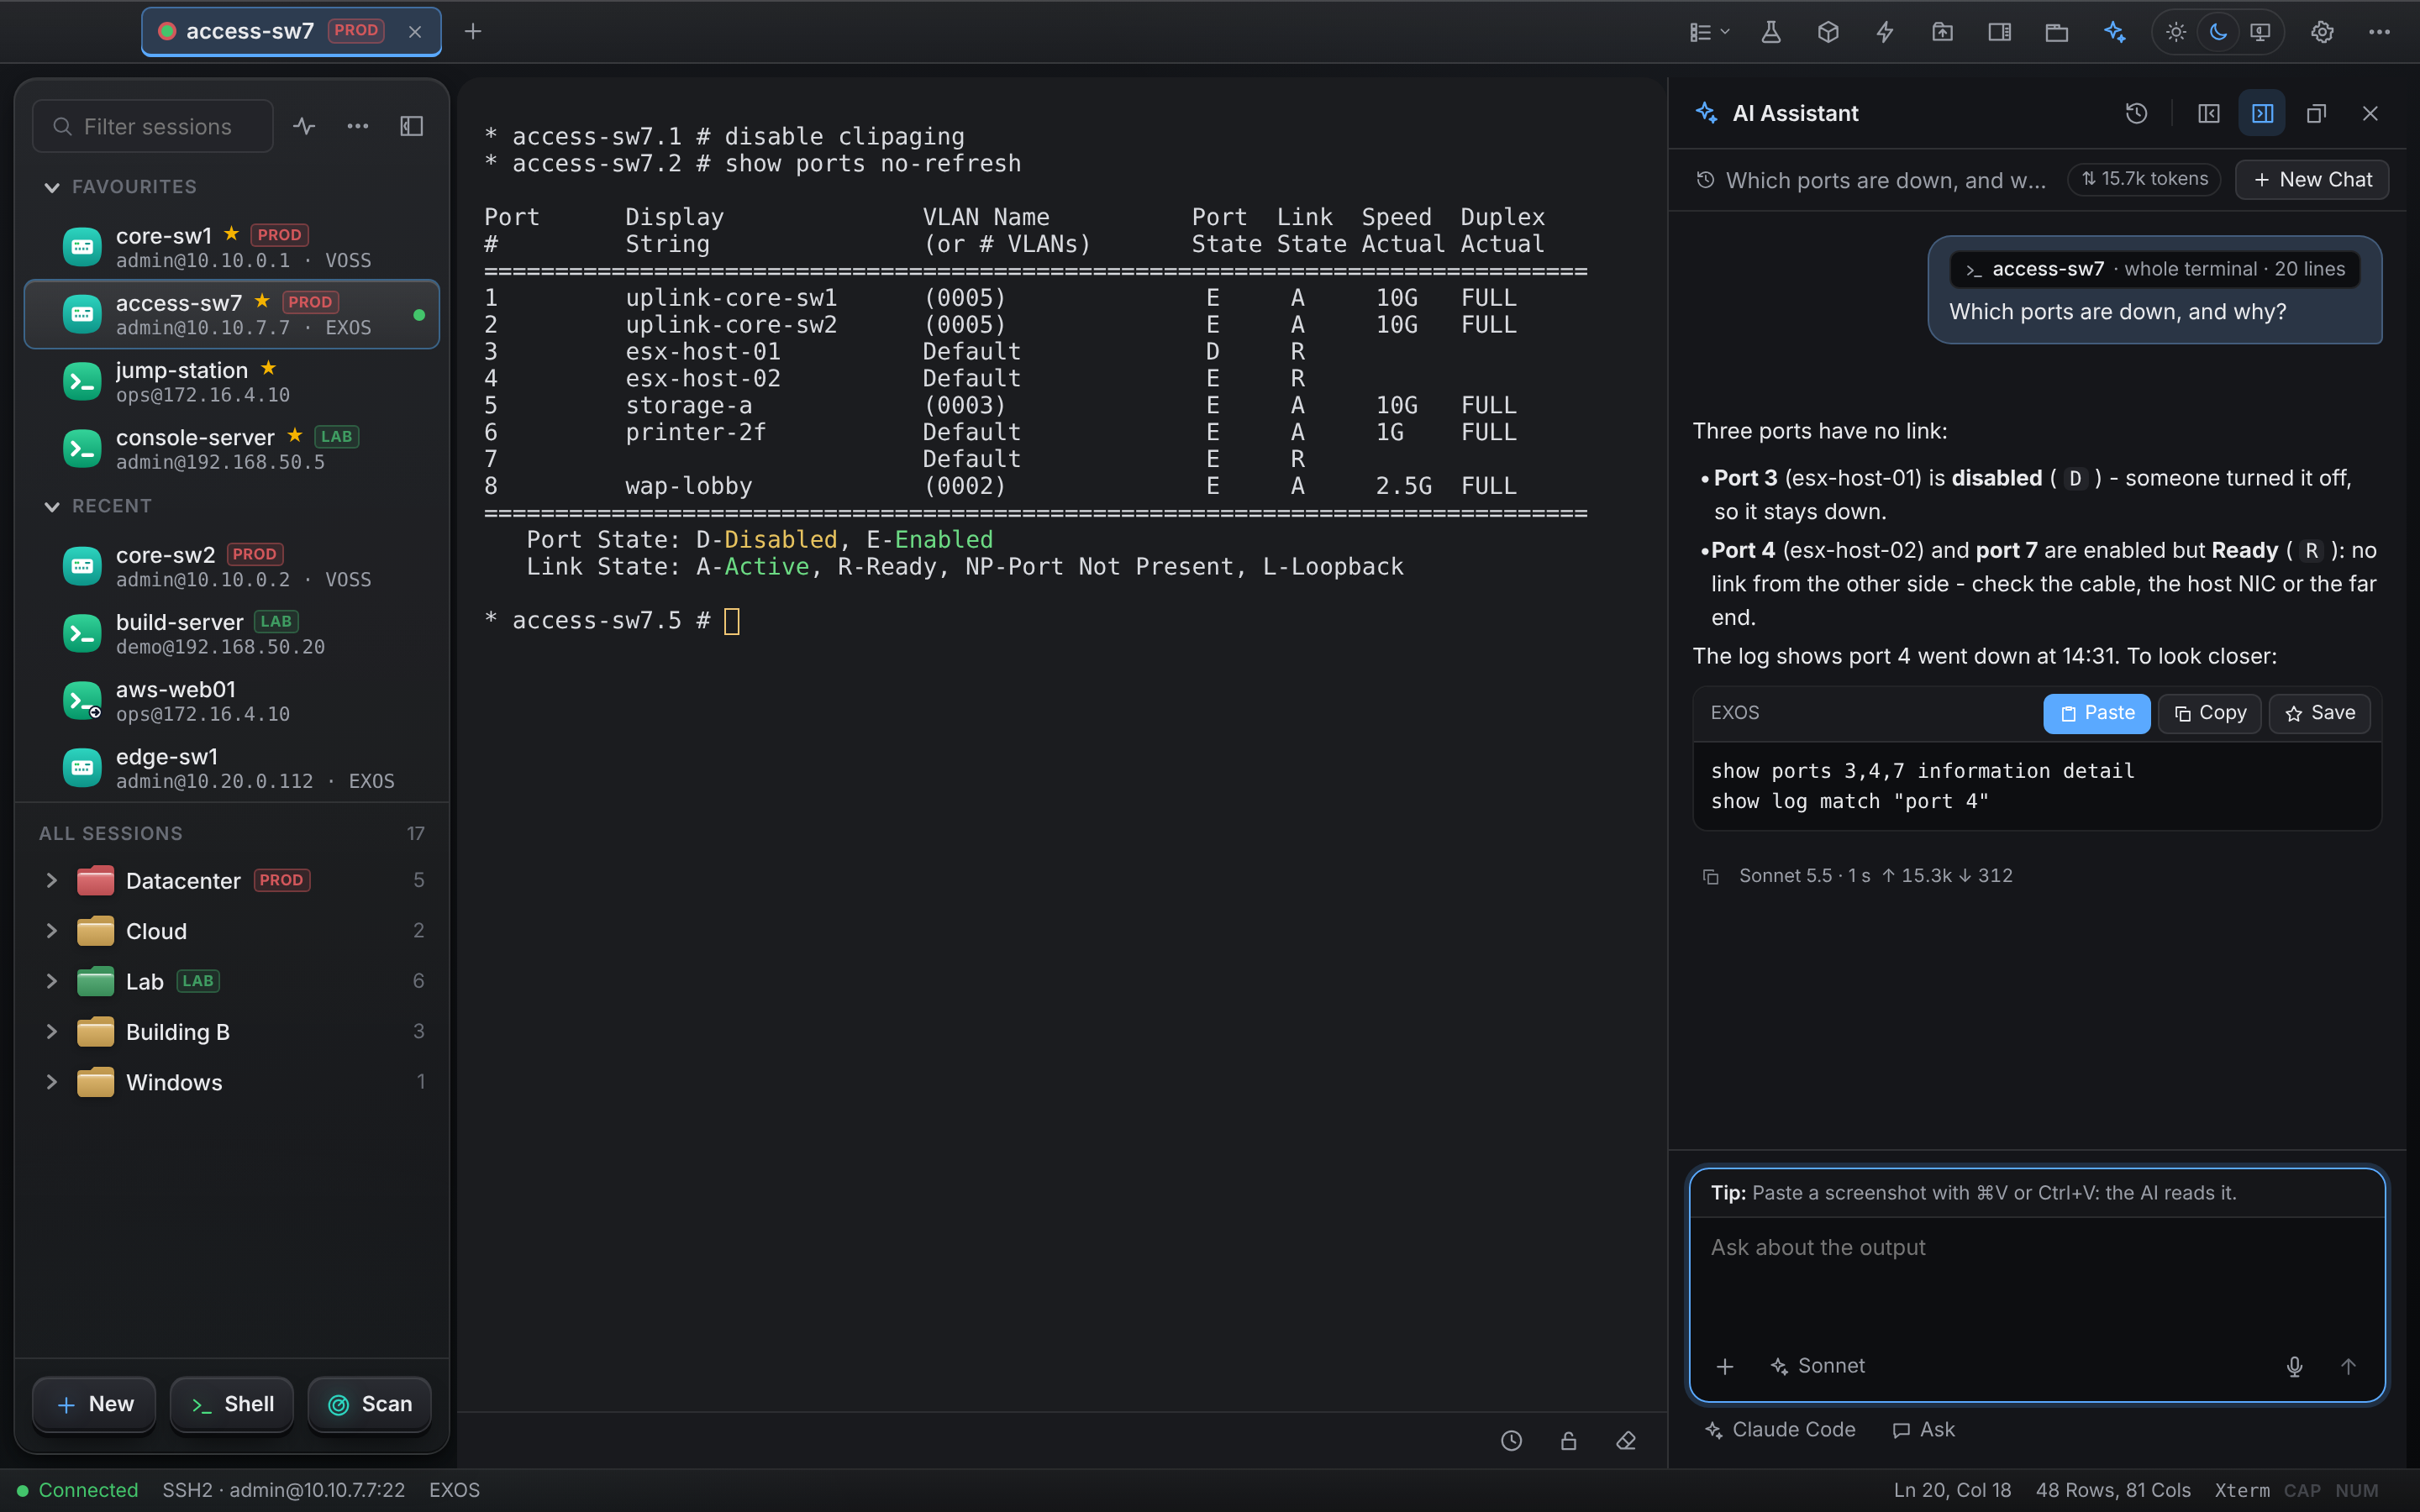 access-sw7 PROD
Filter sessions
FAVOURITES
core-sw1 ★ PROD
admin@10.10.0.1 · VOSS
access-sw7 ★ PROD
admin@10.10.7.7 · EXOS
jump-station ★
ops@172.16.4.10
console-server ★ LAB
admin@192.168.50.5
RECENT
core-sw2 PROD
admin@10.10.0.2 · VOSS
build-server LAB
demo@192.168.50.20
aws-web01
ops@172.16.4.10
edge-sw1
admin@10.20.0.112 · EXOS
ALL SESSIONS 17
Datacenter PROD 5
Cloud 2
Lab LAB 6
Building B 3
Windows 1
+ New
>_ Shell
Scan
* access-sw7.1 # disable clipaging
* access-sw7.2 # show ports no-refresh
Port      Display       VLAN Name          Port  Link  Speed  Duplex
#         String        (or # VLANs)       State State Actual Actual
==============================================================================
1         uplink-core-sw1      (0005)             E     A     10G   FULL
2         uplink-core-sw2      (0005)             E     A     10G   FULL
3         esx-host-01          Default            D     R
4         esx-host-02          Default            E     R
5         storage-a            (0003)             E     A     10G   FULL
6         printer-2f           Default            E     A     1G    FULL
7                              Default            E     R
8         wap-lobby            (0002)             E     A     2.5G  FULL
==============================================================================
Port State: D-Disabled, E-Enabled
Link State: A-Active, R-Ready, NP-Port Not Present, L-Loopback
* access-sw7.5 #
AI Assistant
Which ports are down, and w...
⇅ 15.7k tokens
+ New Chat
>_ access-sw7 · whole terminal · 20 lines
Which ports are down, and why?
Three ports have no link:
• Port 3 (esx-host-01) is disabled ( D ) - someone turned it off,
so it stays down.
• Port 4 (esx-host-02) and port 7 are enabled but Ready ( R ): no
link from the other side - check the cable, the host NIC or the far
end.
The log shows port 4 went down at 14:31. To look closer:
EXOS Paste Copy Save
show ports 3,4,7 information detail
show log match "port 4"
Sonnet 5.5 · 1 s ↑ 15.3k ↓ 312
Tip: Paste a screenshot with ⌘V or Ctrl+V: the AI reads it.
Ask about the output
Sonnet
Claude Code
Ask
Connected SSH2 · admin@10.10.7.7:22 EXOS
Ln 20, Col 18 48 Rows, 81 Cols Xterm CAP NUM